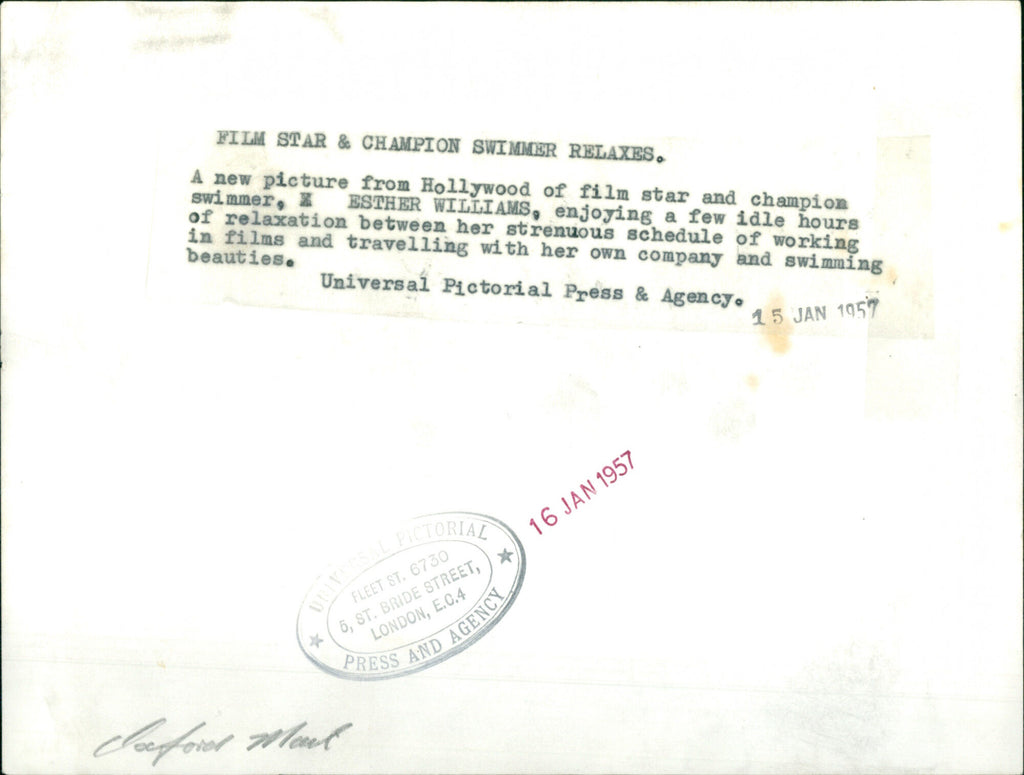 FILM STAR & CHAMPION SWIMMER RELAXES.
A new picture from Hollywood of film star and champion
swimmer, X ESTHER WILLIAMS, enjoying a few idle hours
of relaxation between her strenuous schedule of working
in films and travelling with her own company and swimming
beauties.
Universal Pictorial Press & Agency.
15 JAN 1957
16 JAN 1957
UNIVERSAL PICTORIAL
FLEET ST. 6730
5, ST. BRIDE STREET,
LONDON, E.C.4
PRESS AND AGENCY
Oxford Mail